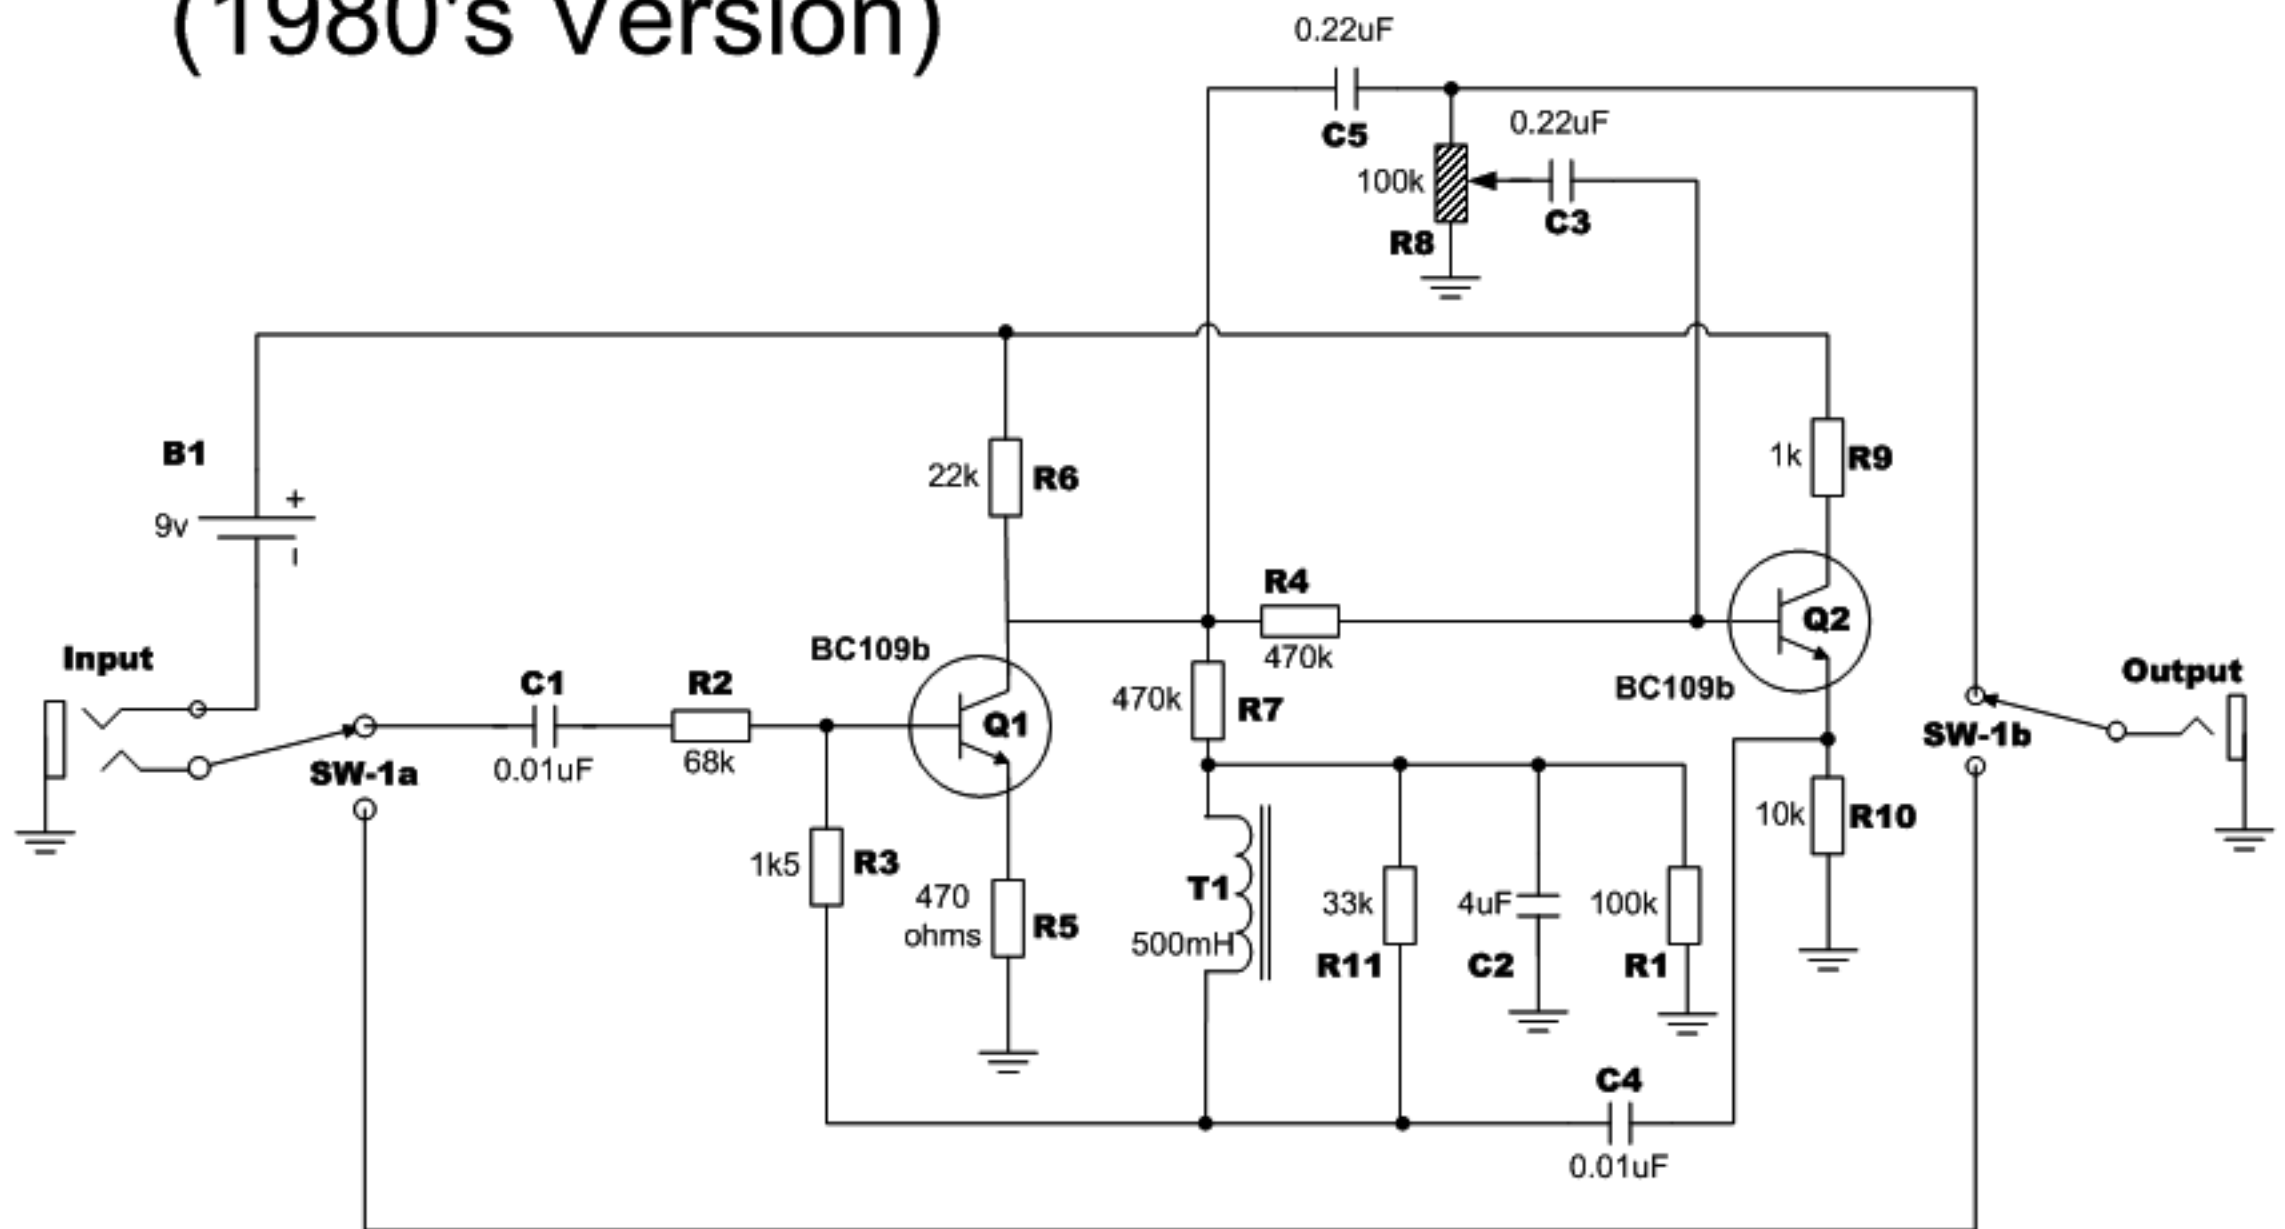 (1980's Version)
0.22uF
C5
0.22uF
100k
C3
R8
B1
+
9v
-
22k
R6
1k
R9
R4
470k
Q2
BC109b
BC109b
Input
C1
0.01uF
R2
68k
Q1
470k
R7
Output
SW-1a
SW-1b
1k5
R3
470
ohms
R5
T1
500mH
33k
R11
4uF
C2
100k
R1
10k
R10
C4
0.01uF